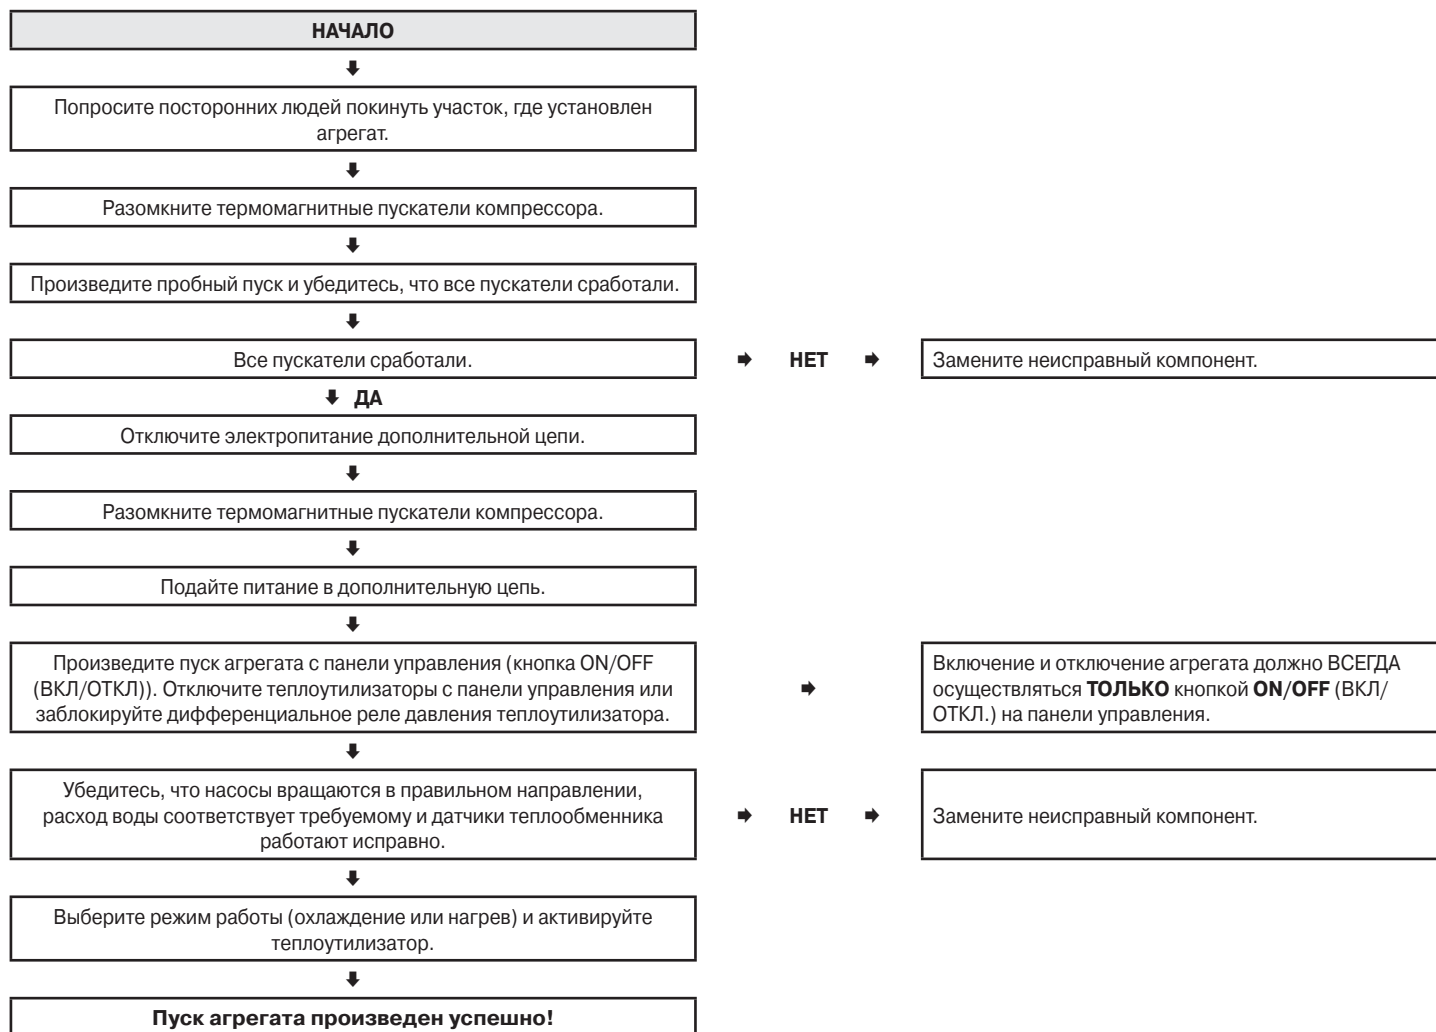 НАЧАЛО
Попросите посторонних людей покинуть участок, где установлен
агрегат.
Разомкните термомагнитные пускатели компрессора.
Произведите пробный пуск и убедитесь, что все пускатели сработали.
Все пускатели сработали.
НЕТ
Замените неисправный компонент.
ДА
Отключите электропитание дополнительной цепи.
Разомкните термомагнитные пускатели компрессора.
Подайте питание в дополнительную цепь.
Произведите пуск агрегата с панели управления (кнопка ON/OFF
(ВКЛ/ОТКЛ)). Отключите теплоутилизаторы с панели управления или
заблокируйте дифференциальное реле давления теплоутилизатора.
Включение и отключение агрегата должно ВСЕГДА
осуществляться ТОЛЬКО кнопкой ON/OFF (ВКЛ/
ОТКЛ.) на панели управления.
Убедитесь, что насосы вращаются в правильном направлении,
расход воды соответствует требуемому и датчики теплообменника
работают исправно.
НЕТ
Замените неисправный компонент.
Выберите режим работы (охлаждение или нагрев) и активируйте
теплоутилизатор.
Пуск агрегата произведен успешно!